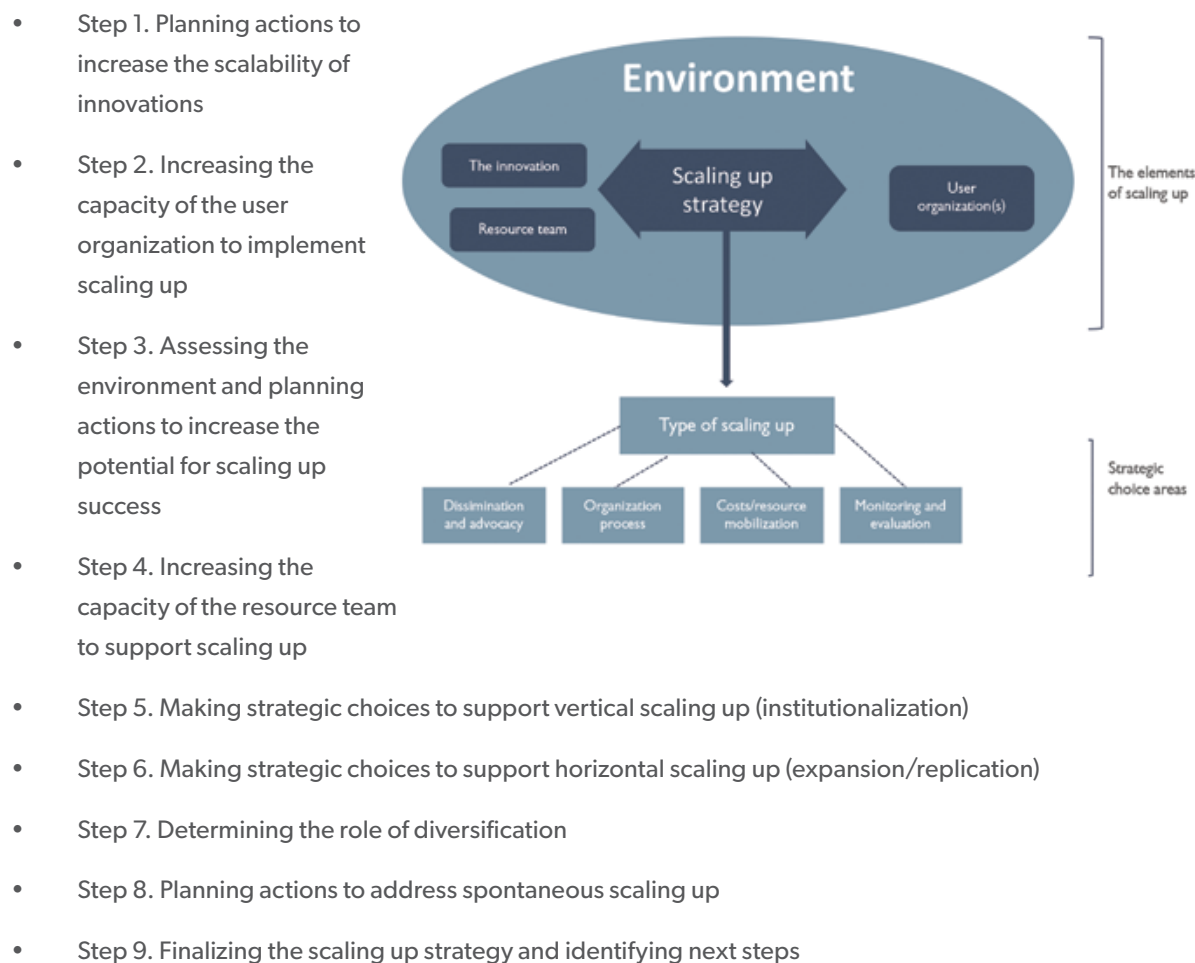 • Step 1. Planning actions to
increase the scalability of
innovations
• Step 2. Increasing the
capacity of the user
organization to implement
scaling up
• Step 3. Assessing the
environment and planning
actions to increase the
potential for scaling up
success
• Step 4. Increasing the
capacity of the resource team
to support scaling up
Environment
The innovation
Resource team
Scaling up
strategy
User
organization(s)
The elements
of scaling up
Type of scaling up
Dissimination
and advocacy
Organization
process
Costs/resource
mobilization
Monitoring and
evaluation
Strategic
choice areas
• Step 5. Making strategic choices to support vertical scaling up (institutionalization)
• Step 6. Making strategic choices to support horizontal scaling up (expansion/replication)
• Step 7. Determining the role of diversification
• Step 8. Planning actions to address spontaneous scaling up
• Step 9. Finalizing the scaling up strategy and identifying next steps